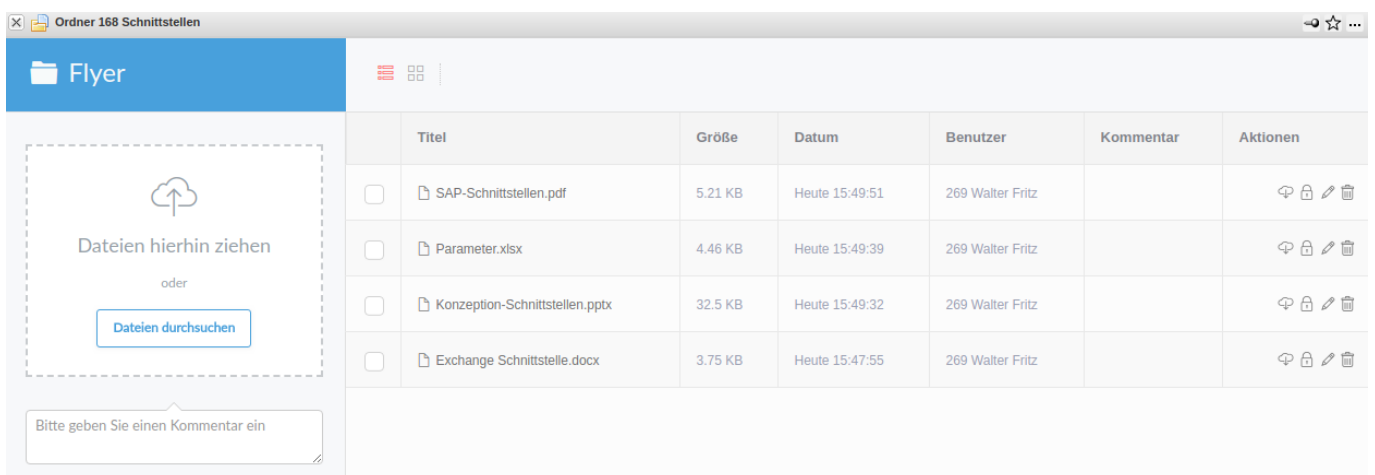 Ordner 168 Schnittstellen
Flyer
Dateien hierhin ziehen
oder
Dateien durchsuchen
Bitte geben Sie einen Kommentar ein
Titel Größe Datum Benutzer Kommentar Aktionen
SAP-Schnittstellen.pdf 5.21 KB Heute 15:49:51 269 Walter Fritz
Parameter.xlsx 4.46 KB Heute 15:49:39 269 Walter Fritz
Konzeption-Schnittstellen.pptx 32.5 KB Heute 15:49:32 269 Walter Fritz
Exchange Schnittstelle.docx 3.75 KB Heute 15:47:55 269 Walter Fritz